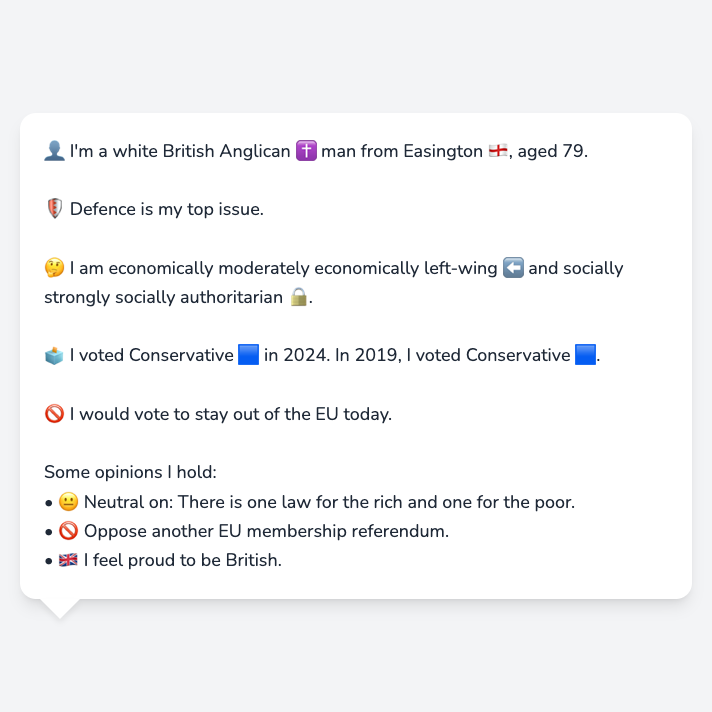 👤 I'm a white British Anglican ✝️ man from Easington 🏴󠁧󠁢󠁥󠁮󠁧󠁿, aged 79.
🛡️ Defence is my top issue.
🤔 I am economically moderately economically left-wing ⬅️ and socially
strongly socially authoritarian 🔒.
🗳️ I voted Conservative 🟦 in 2024. In 2019, I voted Conservative 🟦.
🚫 I would vote to stay out of the EU today.
Some opinions I hold:
• 😐 Neutral on: There is one law for the rich and one for the poor.
• 🚫 Oppose another EU membership referendum.
• 🇬🇧 I feel proud to be British.